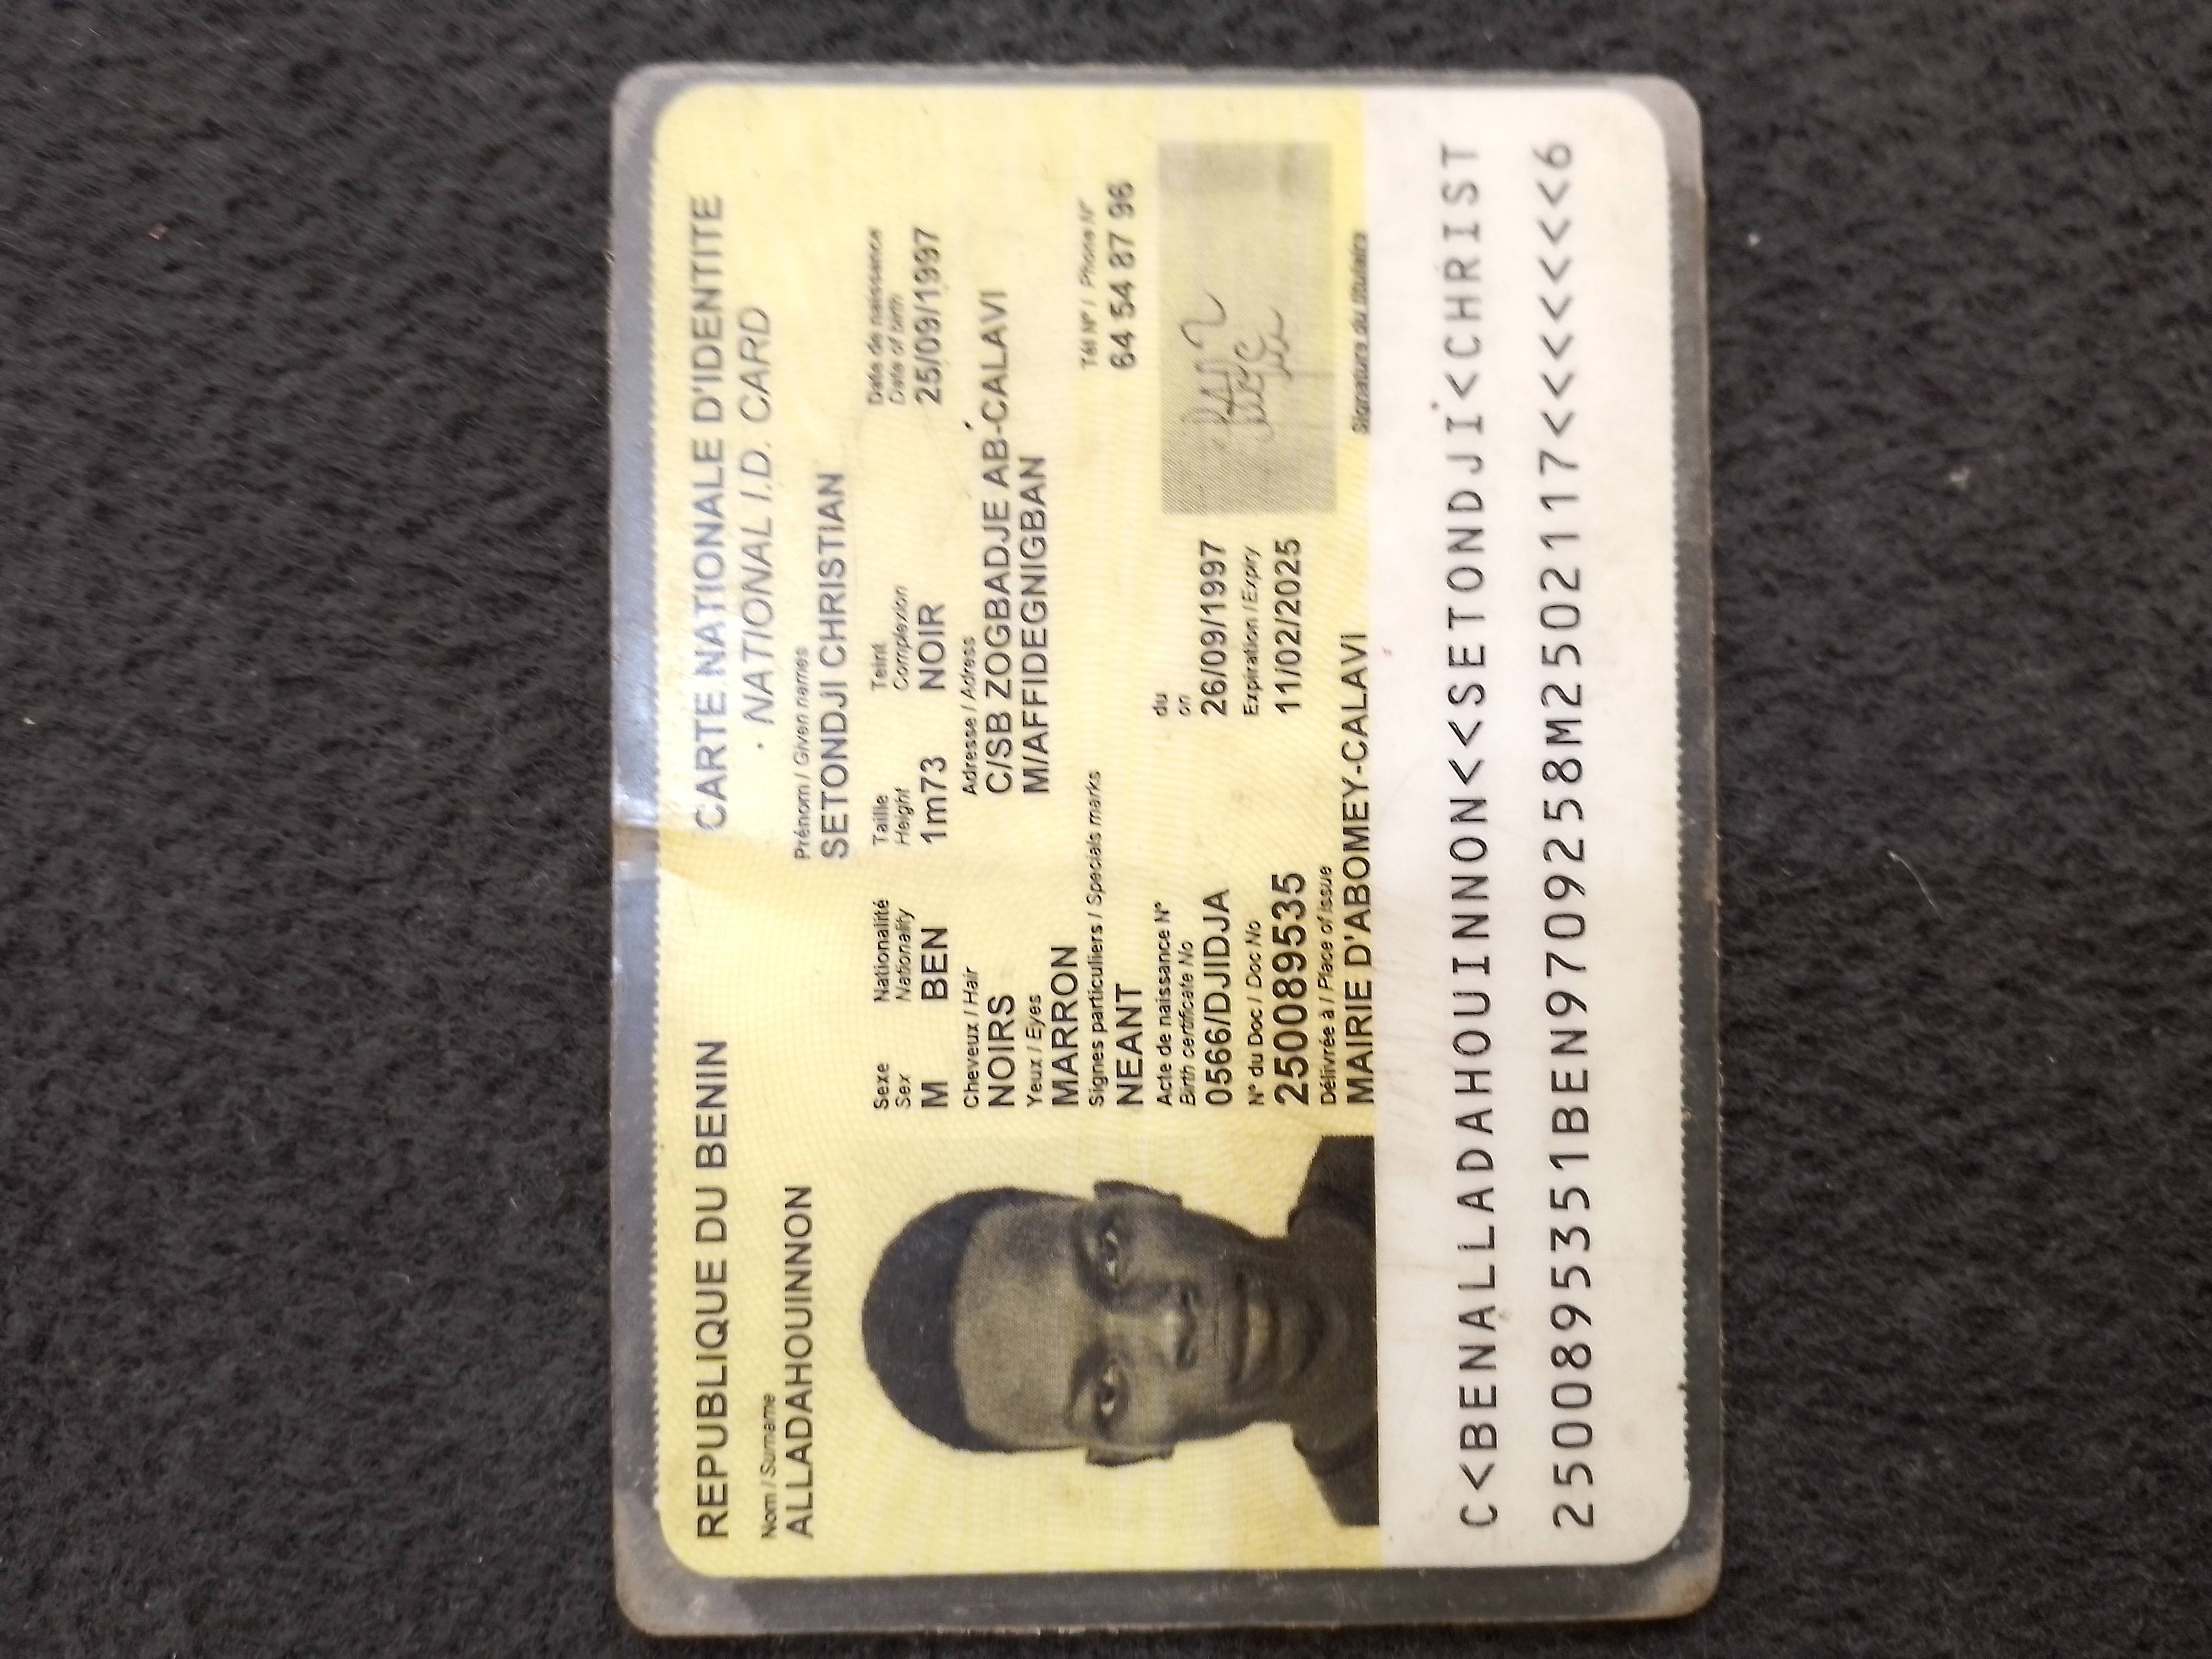 REPUBLIQUE DU BENIN
CARTE NATIONALE D'IDENTITE
NATIONAL I.D. CARD
Nom / Surname
ALLADAHOUINNON
Prénom / Given names
SETONDJI CHRISTIAN
Sexe
Sex
M
Nationalité
Nationality
BEN
Taille
Height
1m73
Teint
Complexion
NOIR
Date de naissance
Date of birth
25/09/1997
Cheveux / Hair
NOIRS
Adresse / Adress
C/SB ZOGBADJE AB-CALAVI
M/AFFIDEGNIGBAN
Yeux / Eyes
MARRON
Signes particuliers / Specials marks
NEANT
Tél N° / Phone N°
64 54 87 96
Acte de naissance N°
Birth certificate No
0566/DJIDJA
du
on
26/09/1997
N° du Doc / Doc No
250089535
Expiration / Expiry
11/02/2025
Délivrée à / Place of issue
MAIRIE D'ABOMEY-CALAVI
Signature du titulaire
C<BENALLADAHOUINNON<<SETONDJI<CHRIST
2500895351BEN9709258M2502117<<<<<<<6